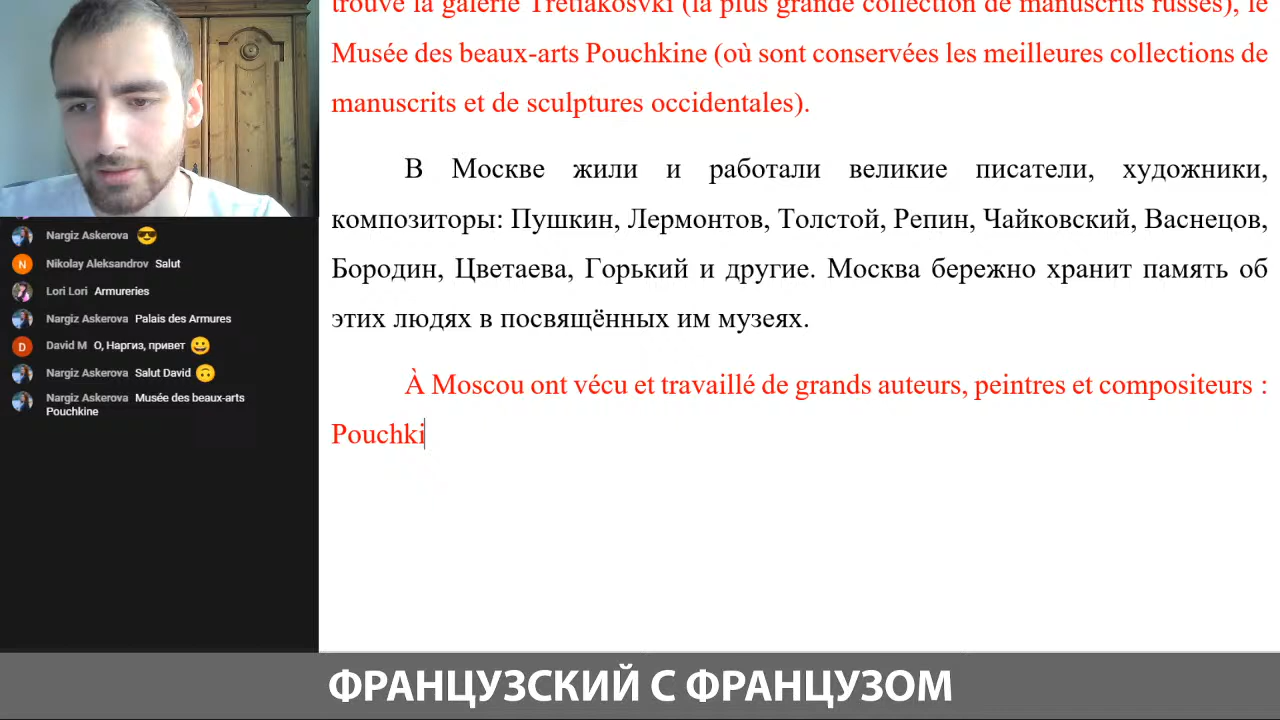 trouve la galerie Tretiakosvki (la plus grande collection de manuscrits russes), le
Musée des beaux-arts Pouchkine (où sont conservées les meilleures collections de
manuscrits et de sculptures occidentales).
В Москве жили и работали великие писатели, художники,
композиторы: Пушкин, Лермонтов, Толстой, Репин, Чайковский, Васнецов,
Бородин, Цветаева, Горький и другие. Москва бережно хранит память об
этих людях в посвящённых им музеях.
À Moscou ont vécu et travaillé de grands auteurs, peintres et compositeurs :
Pouchki
Nargiz Askerova 😎
N Nikolay Aleksandrov Salut
Lori Lori Armureries
Nargiz Askerova Palais des Armures
D David M О, Наргиз, привет 😀
Nargiz Askerova Salut David 🙃
Nargiz Askerova Musée des beaux-arts
Pouchkine
ФРАНЦУЗСКИЙ С ФРАНЦУЗОМ